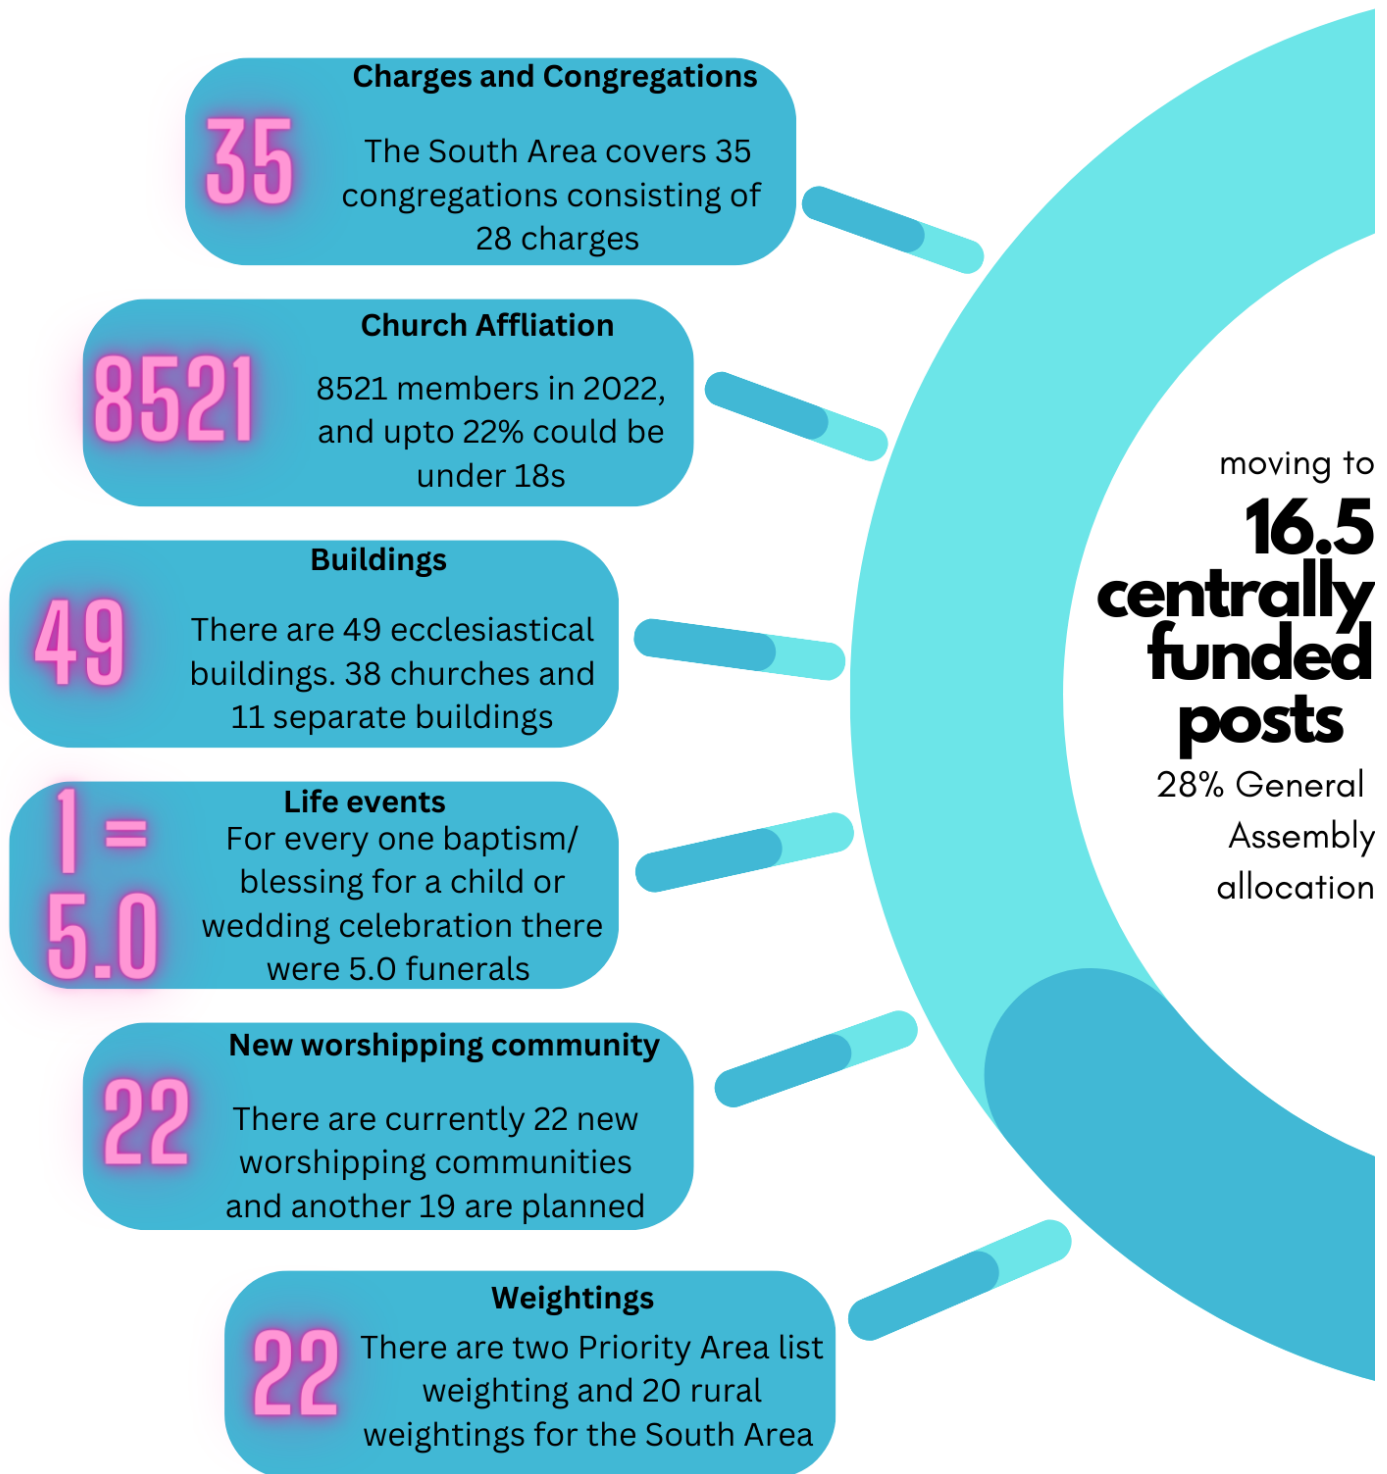 Charges and Congregations
35
The South Area covers 35
congregations consisting of
28 charges
Church Affliation
8521
8521 members in 2022,
and upto 22% could be
under 18s
Buildings
49
There are 49 ecclesiastical
buildings. 38 churches and
11 separate buildings
Life events
1 =
5.0
For every one baptism/
blessing for a child or
wedding celebration there
were 5.0 funerals
New worshipping community
22
There are currently 22 new
worshipping communities
and another 19 are planned
Weightings
22
There are two Priority Area list
weighting and 20 rural
weightings for the South Area
moving to
16.5
centrally
funded
posts
28% General
Assembly
allocation